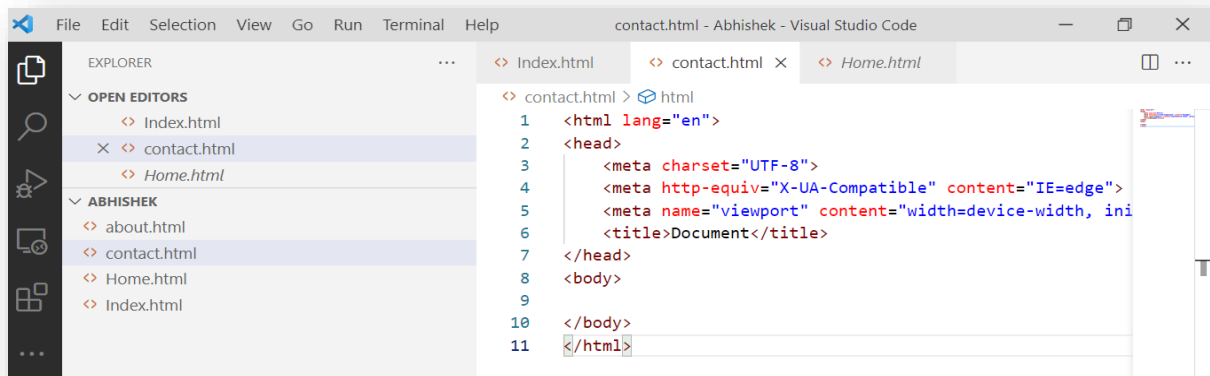 File Edit Selection View Go Run Terminal Help contact.html - Abhishek - Visual Studio Code
EXPLORER
OPEN EDITORS
Index.html
contact.html
Home.html
ABHISHEK
about.html
contact.html
Home.html
Index.html
Index.html contact.html Home.html
contact.html > html
1 <html lang="en">
2 <head>
3 <meta charset="UTF-8">
4 <meta http-equiv="X-UA-Compatible" content="IE=edge">
5 <meta name="viewport" content="width=device-width, ini
6 <title>Document</title>
7 </head>
8 <body>
9
10 </body>
11 </html>